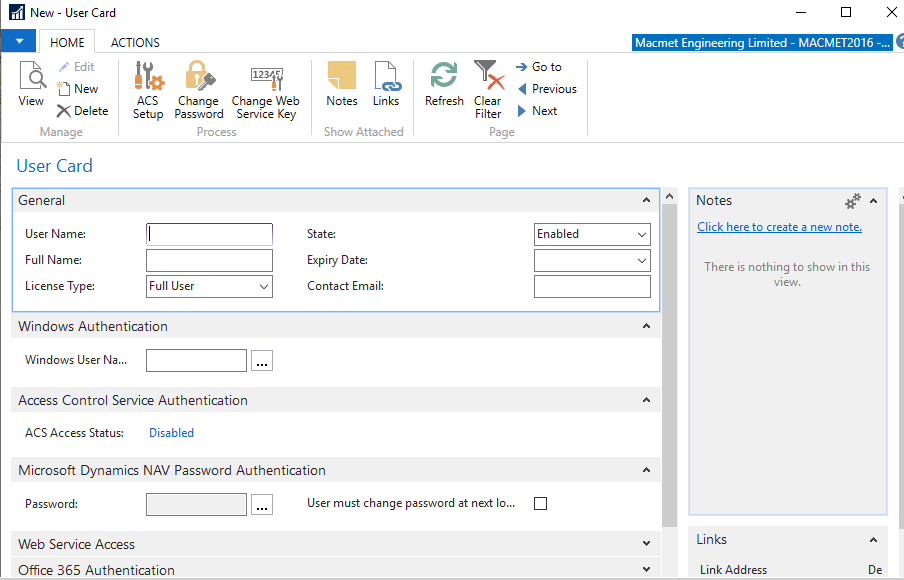 New - User Card
HOME ACTIONS
Macmet Engineering Limited - MACMET2016 -...
View
Edit
New
Delete
Manage
ACS Setup
Change Password
12345
Change Web Service Key
Process
Notes
Links
Show Attached
Refresh
Clear Filter
Go to
Previous
Next
Page
User Card
General
User Name:
Full Name:
License Type: Full User
State: Enabled
Expiry Date:
Contact Email:
Windows Authentication
Windows User Na... ...
Access Control Service Authentication
ACS Access Status: Disabled
Microsoft Dynamics NAV Password Authentication
Password: ... User must change password at next lo...
Web Service Access
Office 365 Authentication
Notes
Click here to create a new note.
There is nothing to show in this
view.
Links
Link Address De